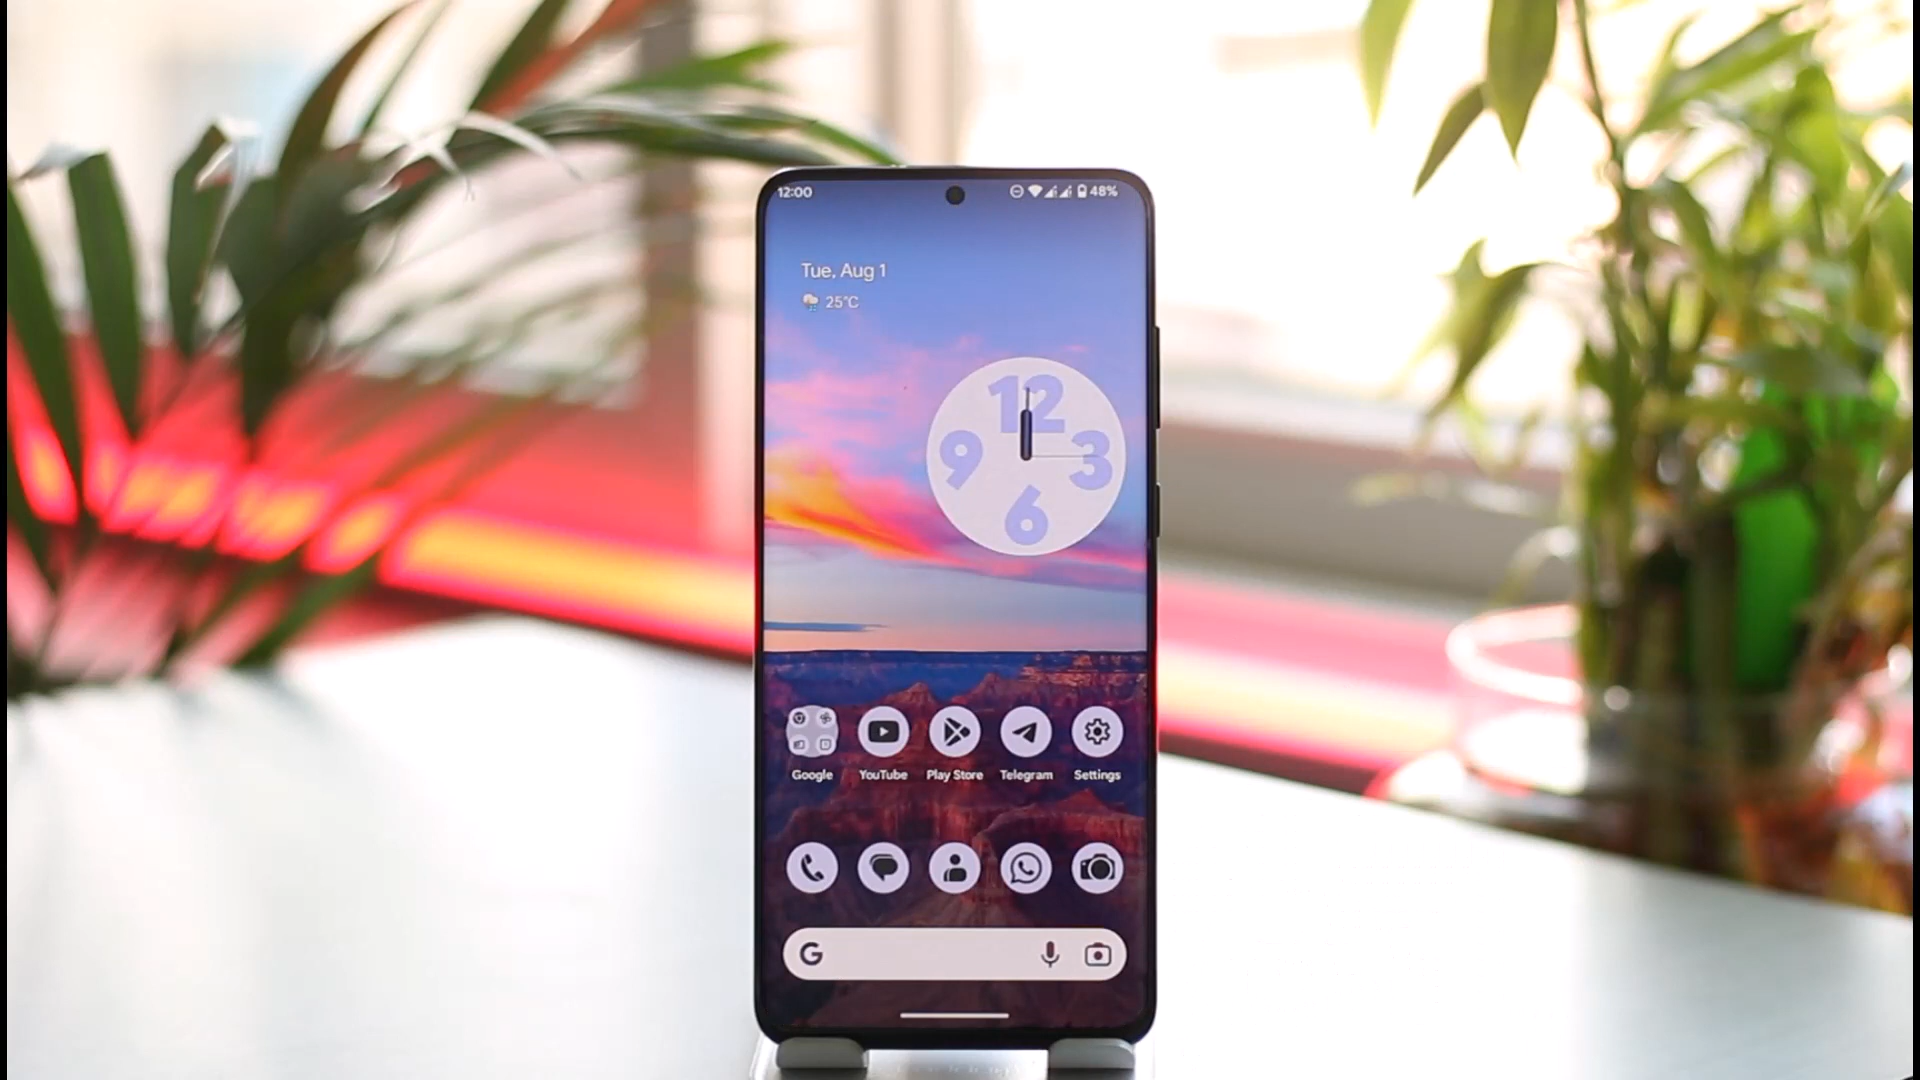 12:00 48%
Tue, Aug 1
25°C
12
9 3
6
Google YouTube Play Store Telegram Settings
G